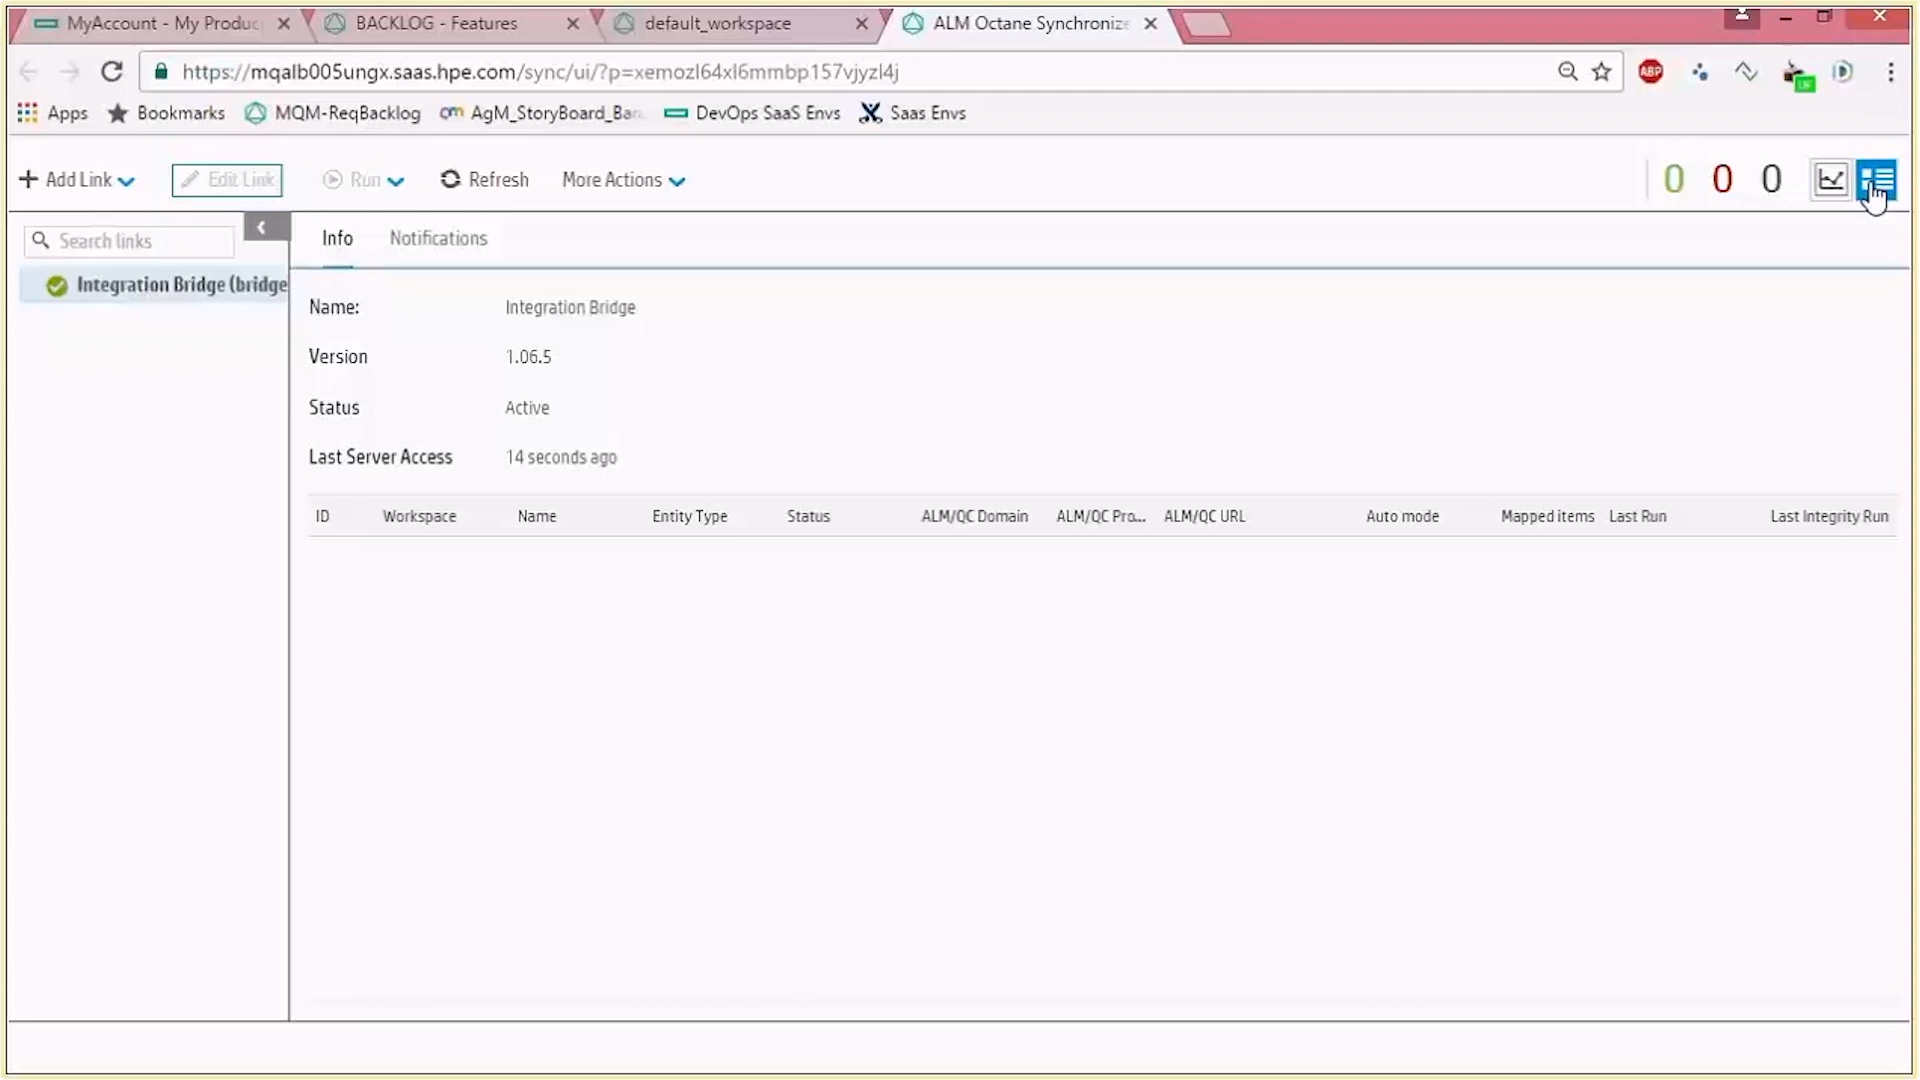 MyAccount - My Produc
BACKLOG - Features
default_workspace
ALM Octane Synchronize
https://mqalb005ungx.saas.hpe.com/sync/ui/?p=xemozl64xl6mmbp157vjyzl4j
ABP
Apps
Bookmarks
MQM-ReqBacklog
AgM_StoryBoard_Ban
DevOps SaaS Envs
Saas Envs
Add Link
Edit Link
Run
Refresh
More Actions
0 0 0
Search links
Info
Notifications
Integration Bridge (bridge
Name: Integration Bridge
Version 1.06.5
Status Active
Last Server Access 14 seconds ago
ID Workspace Name Entity Type Status ALM/QC Domain ALM/QC Pro... ALM/QC URL Auto mode Mapped items Last Run Last Integrity Run